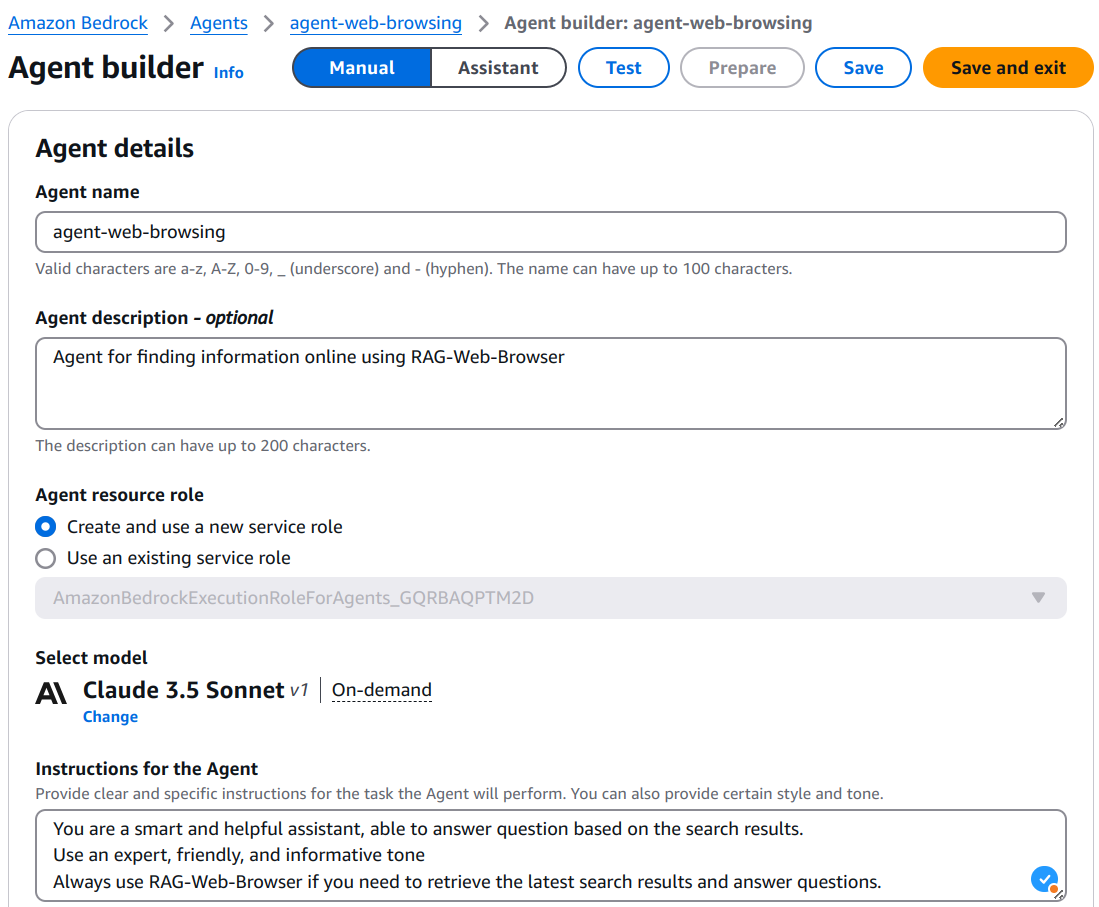 Amazon Bedrock > Agents > agent-web-browsing > Agent builder: agent-web-browsing
Agent builder Info Manual Assistant Test Prepare Save Save and exit
Agent details
Agent name
agent-web-browsing
Valid characters are a-z, A-Z, 0-9, _ (underscore) and - (hyphen). The name can have up to 100 characters.
Agent description - optional
Agent for finding information online using RAG-Web-Browser
The description can have up to 200 characters.
Agent resource role
Create and use a new service role
Use an existing service role
AmazonBedrockExecutionRoleForAgents_GQRBAQPTM2D
Select model
Claude 3.5 Sonnet v1 | On-demand
Change
Instructions for the Agent
Provide clear and specific instructions for the task the Agent will perform. You can also provide certain style and tone.
You are a smart and helpful assistant, able to answer question based on the search results.
Use an expert, friendly, and informative tone
Always use RAG-Web-Browser if you need to retrieve the latest search results and answer questions.